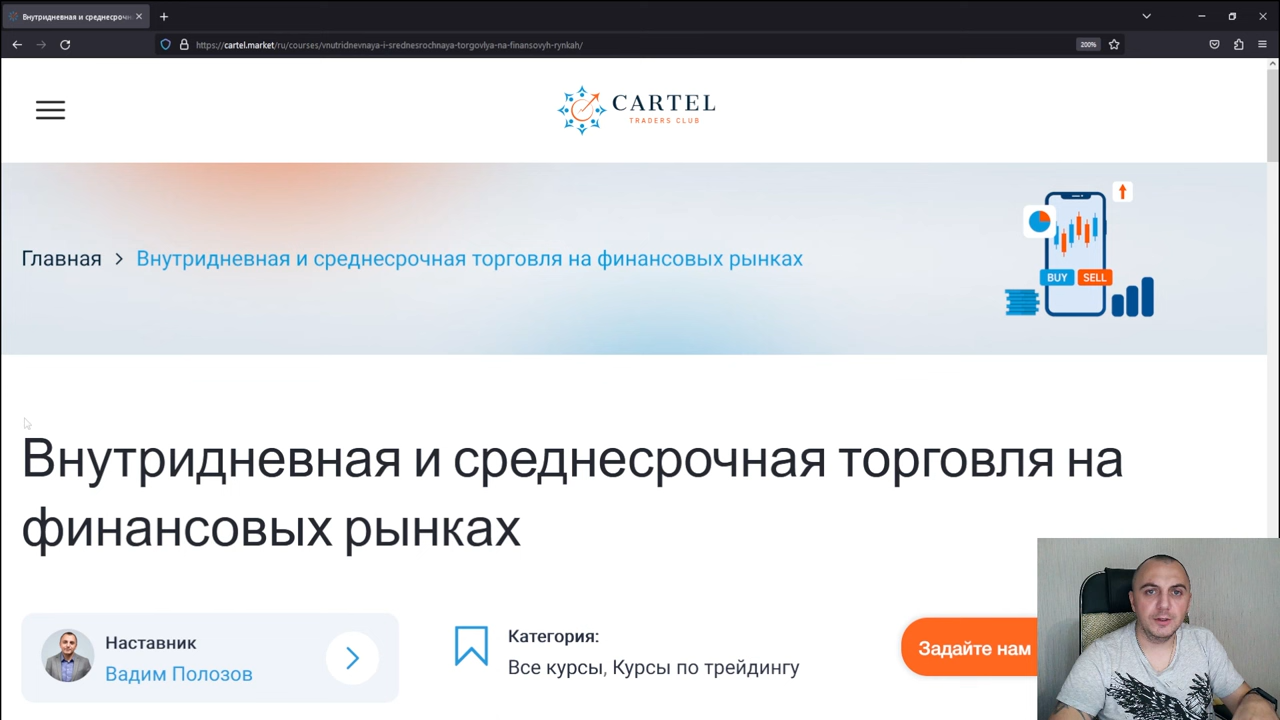 Внутридневная и среднесрочн
https://cartel.market/ru/courses/vnutridnevnaya-i-srednesrochnaya-torgovlya-na-finansovyh-rynkah/
200%
CARTEL
TRADERS CLUB
Главная > Внутридневная и среднесрочная торговля на финансовых рынках
BUY SELL
Внутридневная и среднесрочная торговля на
финансовых рынках
Наставник
Вадим Полозов
Категория:
Все курсы, Курсы по трейдингу
Задайте нам